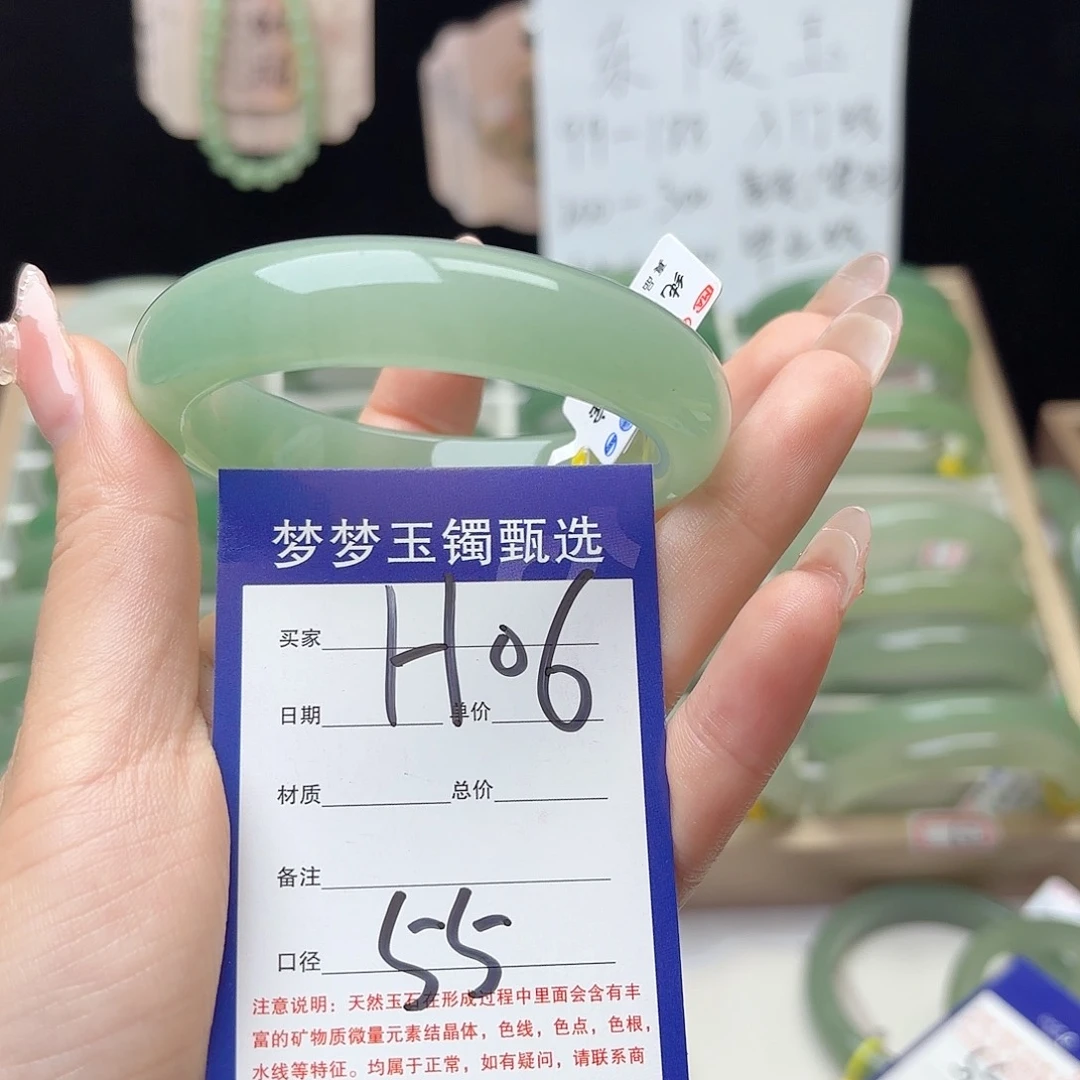 东陵玉
梦梦玉镯甄选
H06
买家
日期 单价
材质 总价
备注
55
口径
注意说明：天然玉石在形成过程中里面会含有丰
富的矿物质微量元素结晶体，色线，色点，色根，
水线等特征。均属于正常，如有疑问，请联系商